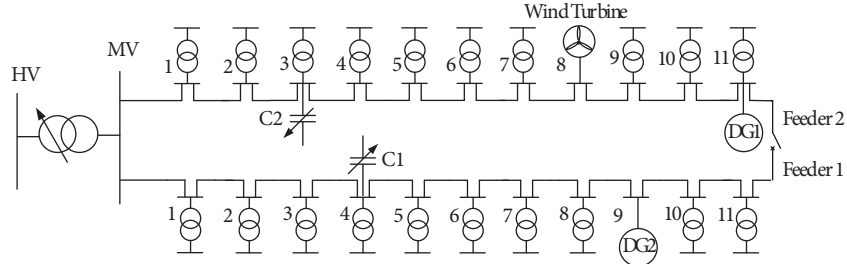 Wind Turbine
MV
HV
1 2 3 4 5 6 7 8 9 10 11
C2
DG1
Feeder 2
C1
Feeder 1
1 2 3 4 5 6 7 8 9 10 11
DG2